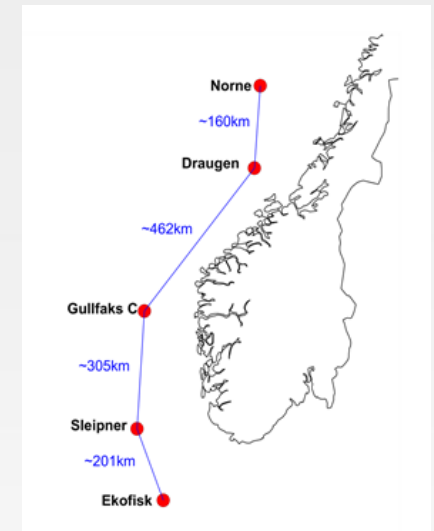 Norne
~160km
Draugen
~462km
Gullfaks C
~305km
Sleipner
~201km
Ekofisk